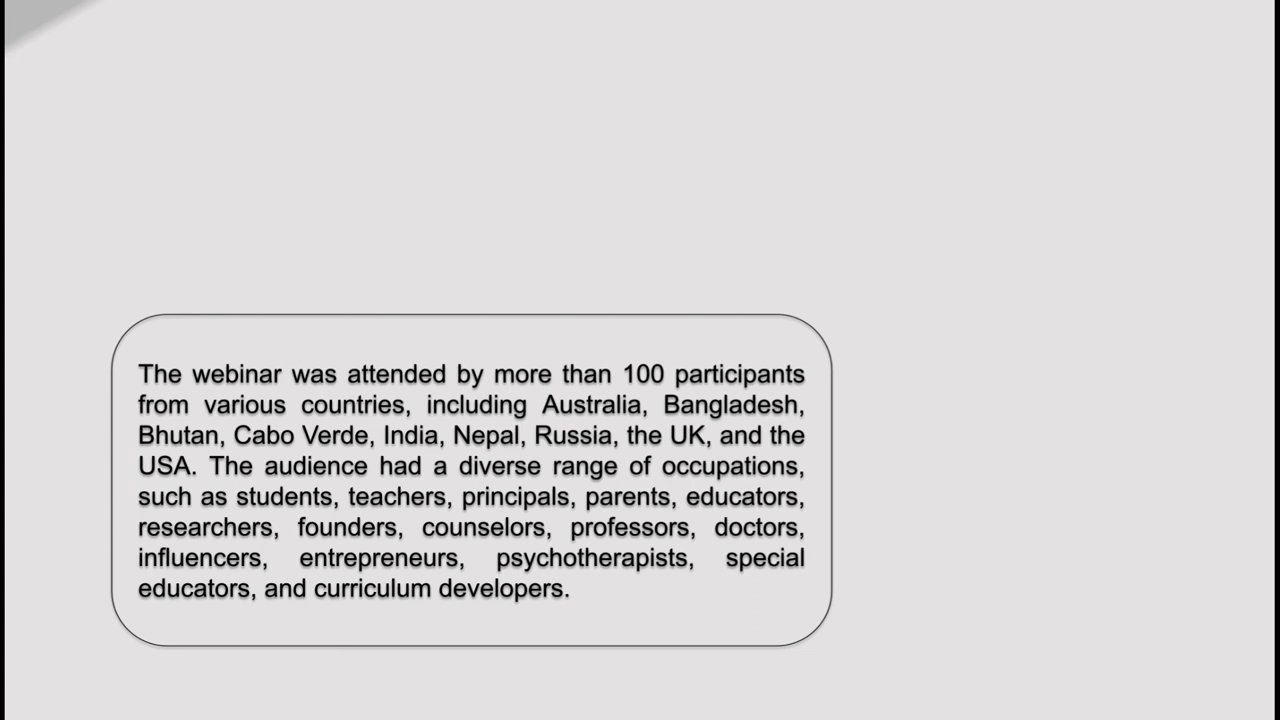 The webinar was attended by more than 100 participants
from various countries, including Australia, Bangladesh,
Bhutan, Cabo Verde, India, Nepal, Russia, the UK, and the
USA. The audience had a diverse range of occupations,
such as students, teachers, principals, parents, educators,
researchers, founders, counselors, professors, doctors,
influencers, entrepreneurs, psychotherapists, special
educators, and curriculum developers.